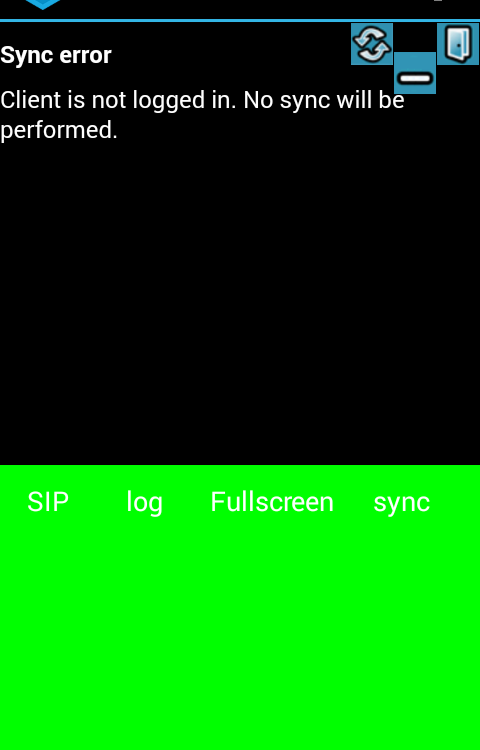 Sync error
Client is not logged in. No sync will be
performed.
SIP log Fullscreen sync